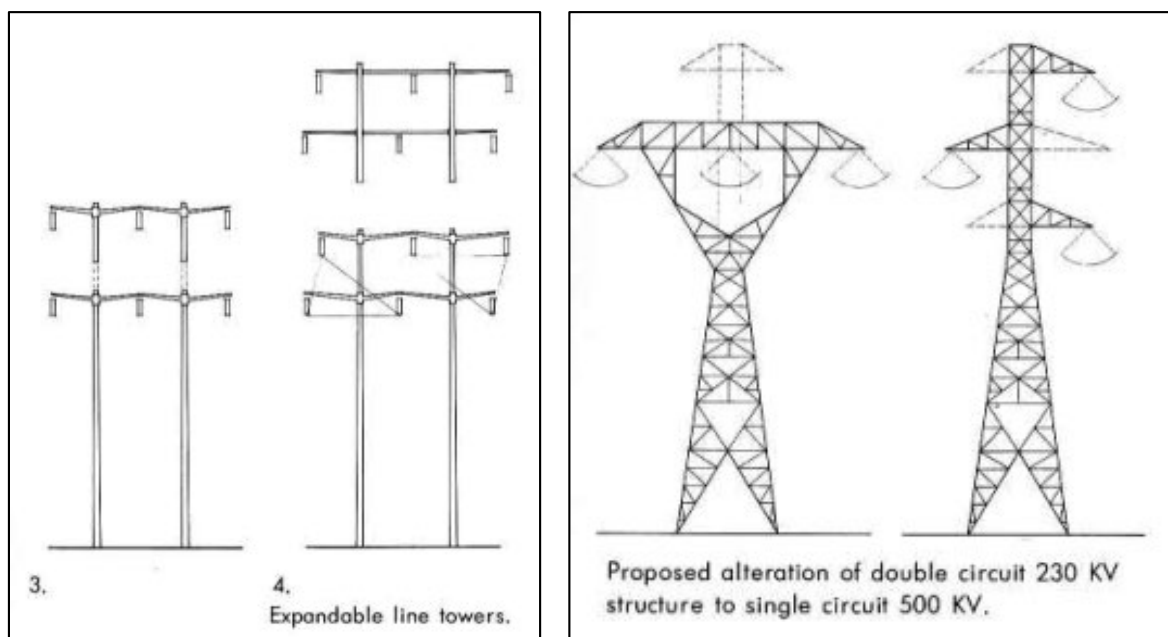 3.
4.
Expandable line towers.
Proposed alteration of double circuit 230 KV
structure to single circuit 500 KV.